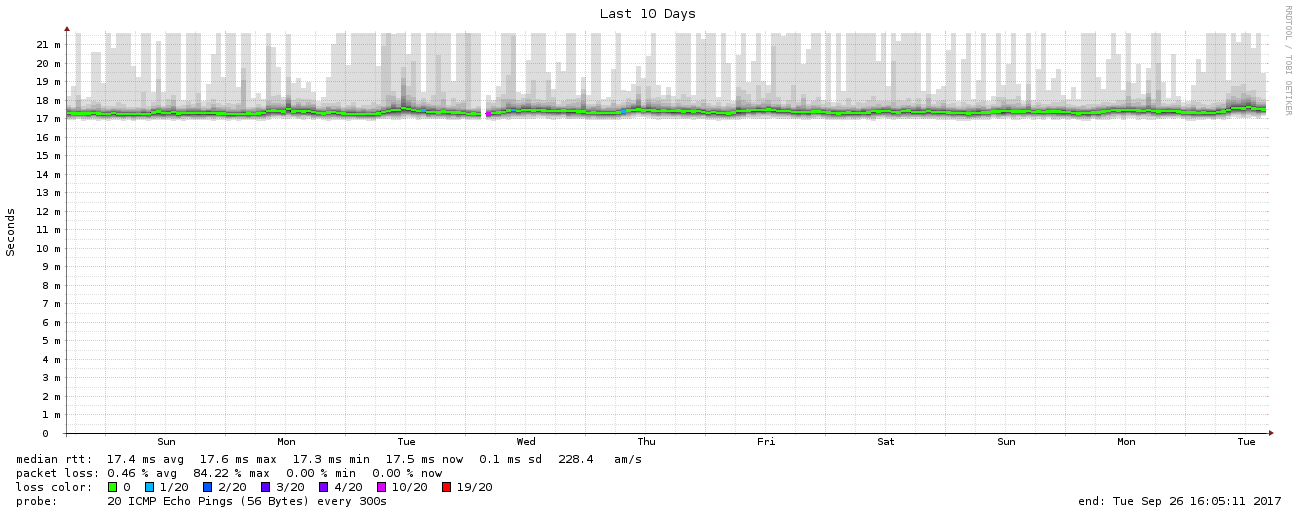 Last 10 Days
RRDTOOL / TOBI OETIKER
Seconds
21 m
20 m
19 m
18 m
17 m
16 m
15 m
14 m
13 m
12 m
11 m
10 m
9 m
8 m
7 m
6 m
5 m
4 m
3 m
2 m
1 m
0
Sun Mon Tue Wed Thu Fri Sat Sun Mon Tue
median rtt: 17.4 ms avg 17.6 ms max 17.3 ms min 17.5 ms now 0.1 ms sd 228.4 am/s
packet loss: 0.46 % avg 84.22 % max 0.00 % min 0.00 % now
loss color: 0 1/20 2/20 3/20 4/20 10/20 19/20
probe: 20 ICMP Echo Pings (56 Bytes) every 300s
end: Tue Sep 26 16:05:11 2017